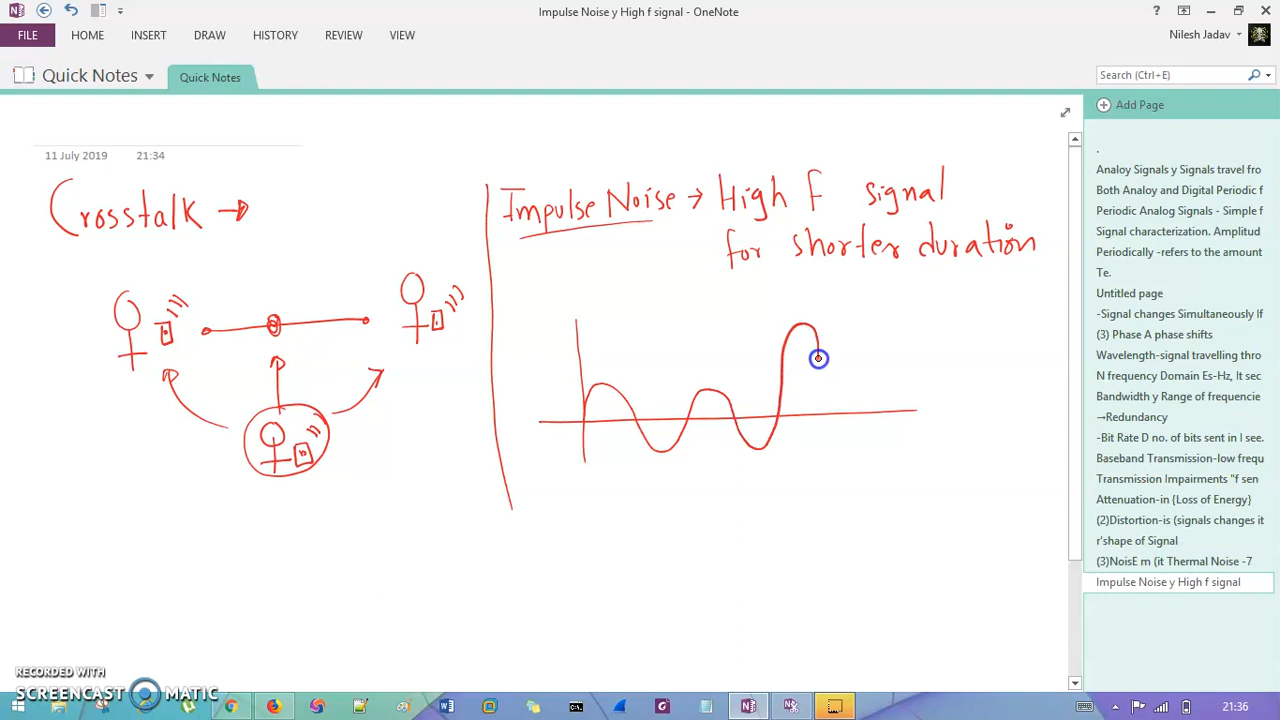 Impulse Noise y High f signal - OneNote
FILE
HOME
INSERT
DRAW
HISTORY
REVIEW
VIEW
Nilesh Jadav
Quick Notes
Quick Notes
Search (Ctrl+E)
Add Page
11 July 2019
21:34
Crosstalk →
Impulse Noise → High f signal
for shorter duration
.
Analoy Signals y Signals travel fro
Both Analoy and Digital Periodic f
Periodic Analog Signals - Simple f
Signal characterization. Amplitud
Periodically -refers to the amount
Te.
Untitled page
-Signal changes Simultaneously If
(3) Phase A phase shifts
Wavelength-signal travelling thro
N frequency Domain Es-Hz, It sec
Bandwidth y Range of frequencie
→Redundancy
-Bit Rate D no. of bits sent in I see.
Baseband Transmission-low frequ
Transmission Impairments "f sen
Attenuation-in {Loss of Energy}
(2)Distortion-is (signals changes it
r'shape of Signal
(3)NoisE m (it Thermal Noise -7
Impulse Noise y High f signal
RECORDED WITH
SCREENCAST MATIC
21:36